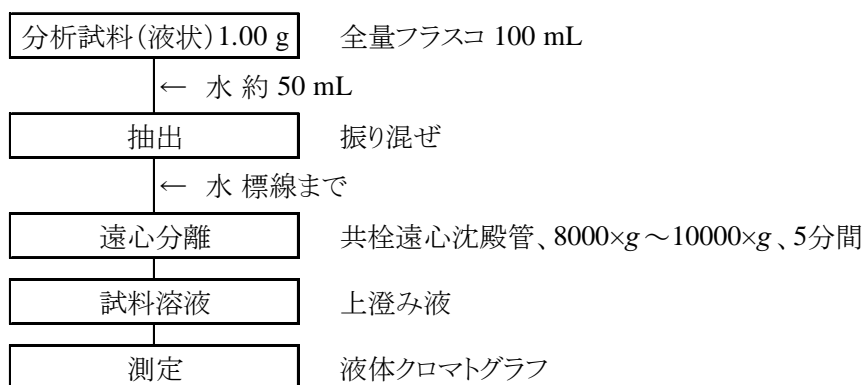 分析試料(液状)1.00 g 全量フラスコ 100 mL
← 水 約 50 mL
抽出 振り混ぜ
← 水 標線まで
遠心分離 共栓遠心沈殿管、8000×g～10000×g、5分間
試料溶液 上澄み液
測定 液体クロマトグラフ